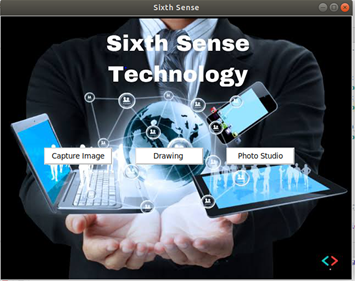 Sixth Sense
Sixth Sense
Technology
Capture Image
Drawing
Photo Studio